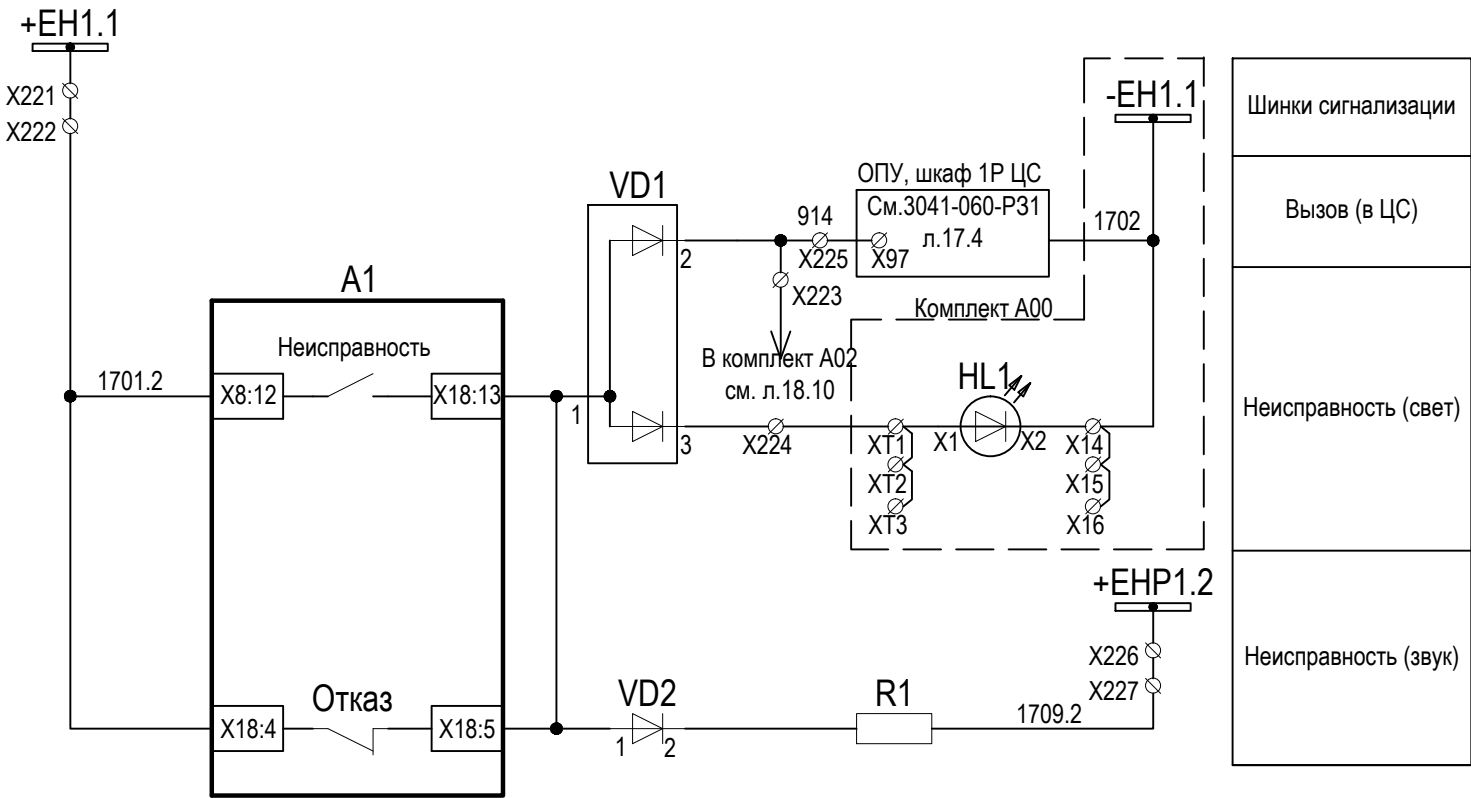 +EH1.1
X221
X222
-EH1.1
Шинки сигнализации
ОПУ, шкаф 1Р ЦС
VD1
См.3041-060-РЗ1
914
1702
Вызов (в ЦС)
л.17.4
X225
X97
2
A1
X223
Комплект А00
Неисправность
В комплект А02
1701.2
HL1
см. л.18.10
X8:12
X18:13
1
Неисправность (свет)
3
X224
XT1
X1
X2
X14
XT2
X15
XT3
X16
+EHP1.2
X226
Неисправность (звук)
Отказ
VD2
R1
X227
1709.2
X18:4
X18:5
1
2